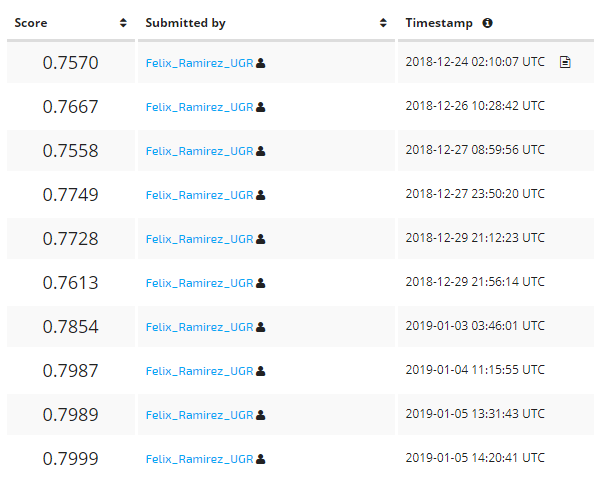 Score Submitted by Timestamp
0.7570 Felix_Ramirez_UGR 2018-12-24 02:10:07 UTC
0.7667 Felix_Ramirez_UGR 2018-12-26 10:28:42 UTC
0.7558 Felix_Ramirez_UGR 2018-12-27 08:59:56 UTC
0.7749 Felix_Ramirez_UGR 2018-12-27 23:50:20 UTC
0.7728 Felix_Ramirez_UGR 2018-12-29 21:12:23 UTC
0.7613 Felix_Ramirez_UGR 2018-12-29 21:56:14 UTC
0.7854 Felix_Ramirez_UGR 2019-01-03 03:46:01 UTC
0.7987 Felix_Ramirez_UGR 2019-01-04 11:15:55 UTC
0.7989 Felix_Ramirez_UGR 2019-01-05 13:31:43 UTC
0.7999 Felix_Ramirez_UGR 2019-01-05 14:20:41 UTC